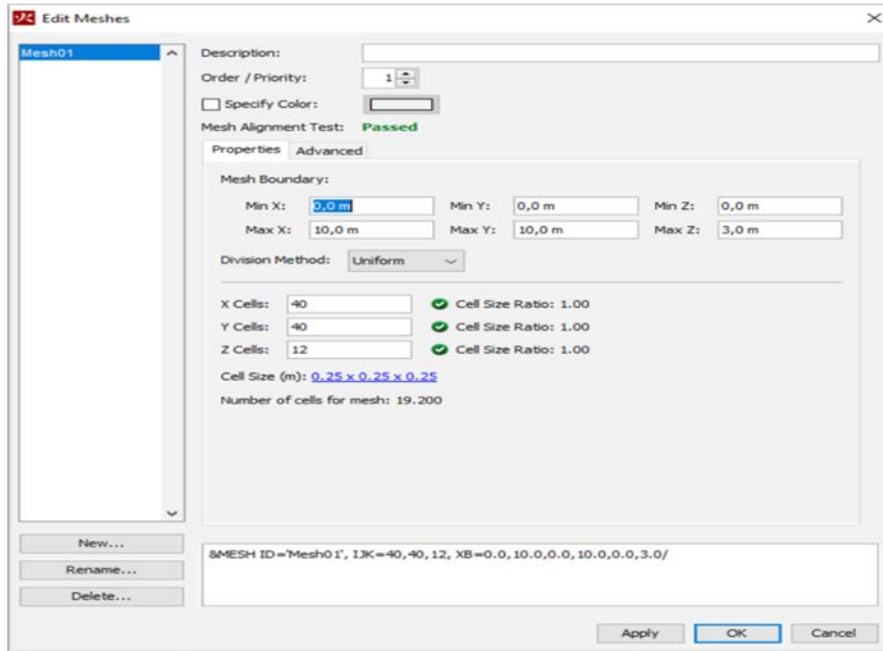 Edit Meshes
Mesh01
Description:
Order / Priority: 1
Specify Color:
Mesh Alignment Test: Passed
Properties Advanced
Mesh Boundary:
Min X: 0,0 m Min Y: 0,0 m Min Z: 0,0 m
Max X: 10,0 m Max Y: 10,0 m Max Z: 3,0 m
Division Method: Uniform
X Cells: 40 Cell Size Ratio: 1.00
Y Cells: 40 Cell Size Ratio: 1.00
Z Cells: 12 Cell Size Ratio: 1.00
Cell Size (m): 0.25 x 0.25 x 0.25
Number of cells for mesh: 19.200
New...
Rename...
Delete...
&MESH ID='Mesh01', IJK=40,40,12, XB=0.0,10.0,0.0,10.0,0.0,3.0/
Apply OK Cancel